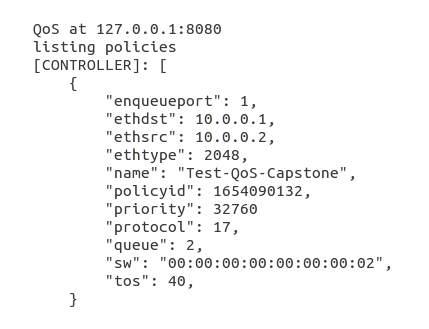 QoS at 127.0.0.1:8080
listing policies
[CONTROLLER]: [
    {
        "enqueueport": 1,
        "ethdst": 10.0.0.1,
        "ethsrc": 10.0.0.2,
        "ethtype": 2048,
        "name": "Test-QoS-Capstone",
        "policyid": 1654090132,
        "priority": 32760
        "protocol": 17,
        "queue": 2,
        "sw": "00:00:00:00:00:00:00:02",
        "tos": 40,
    }